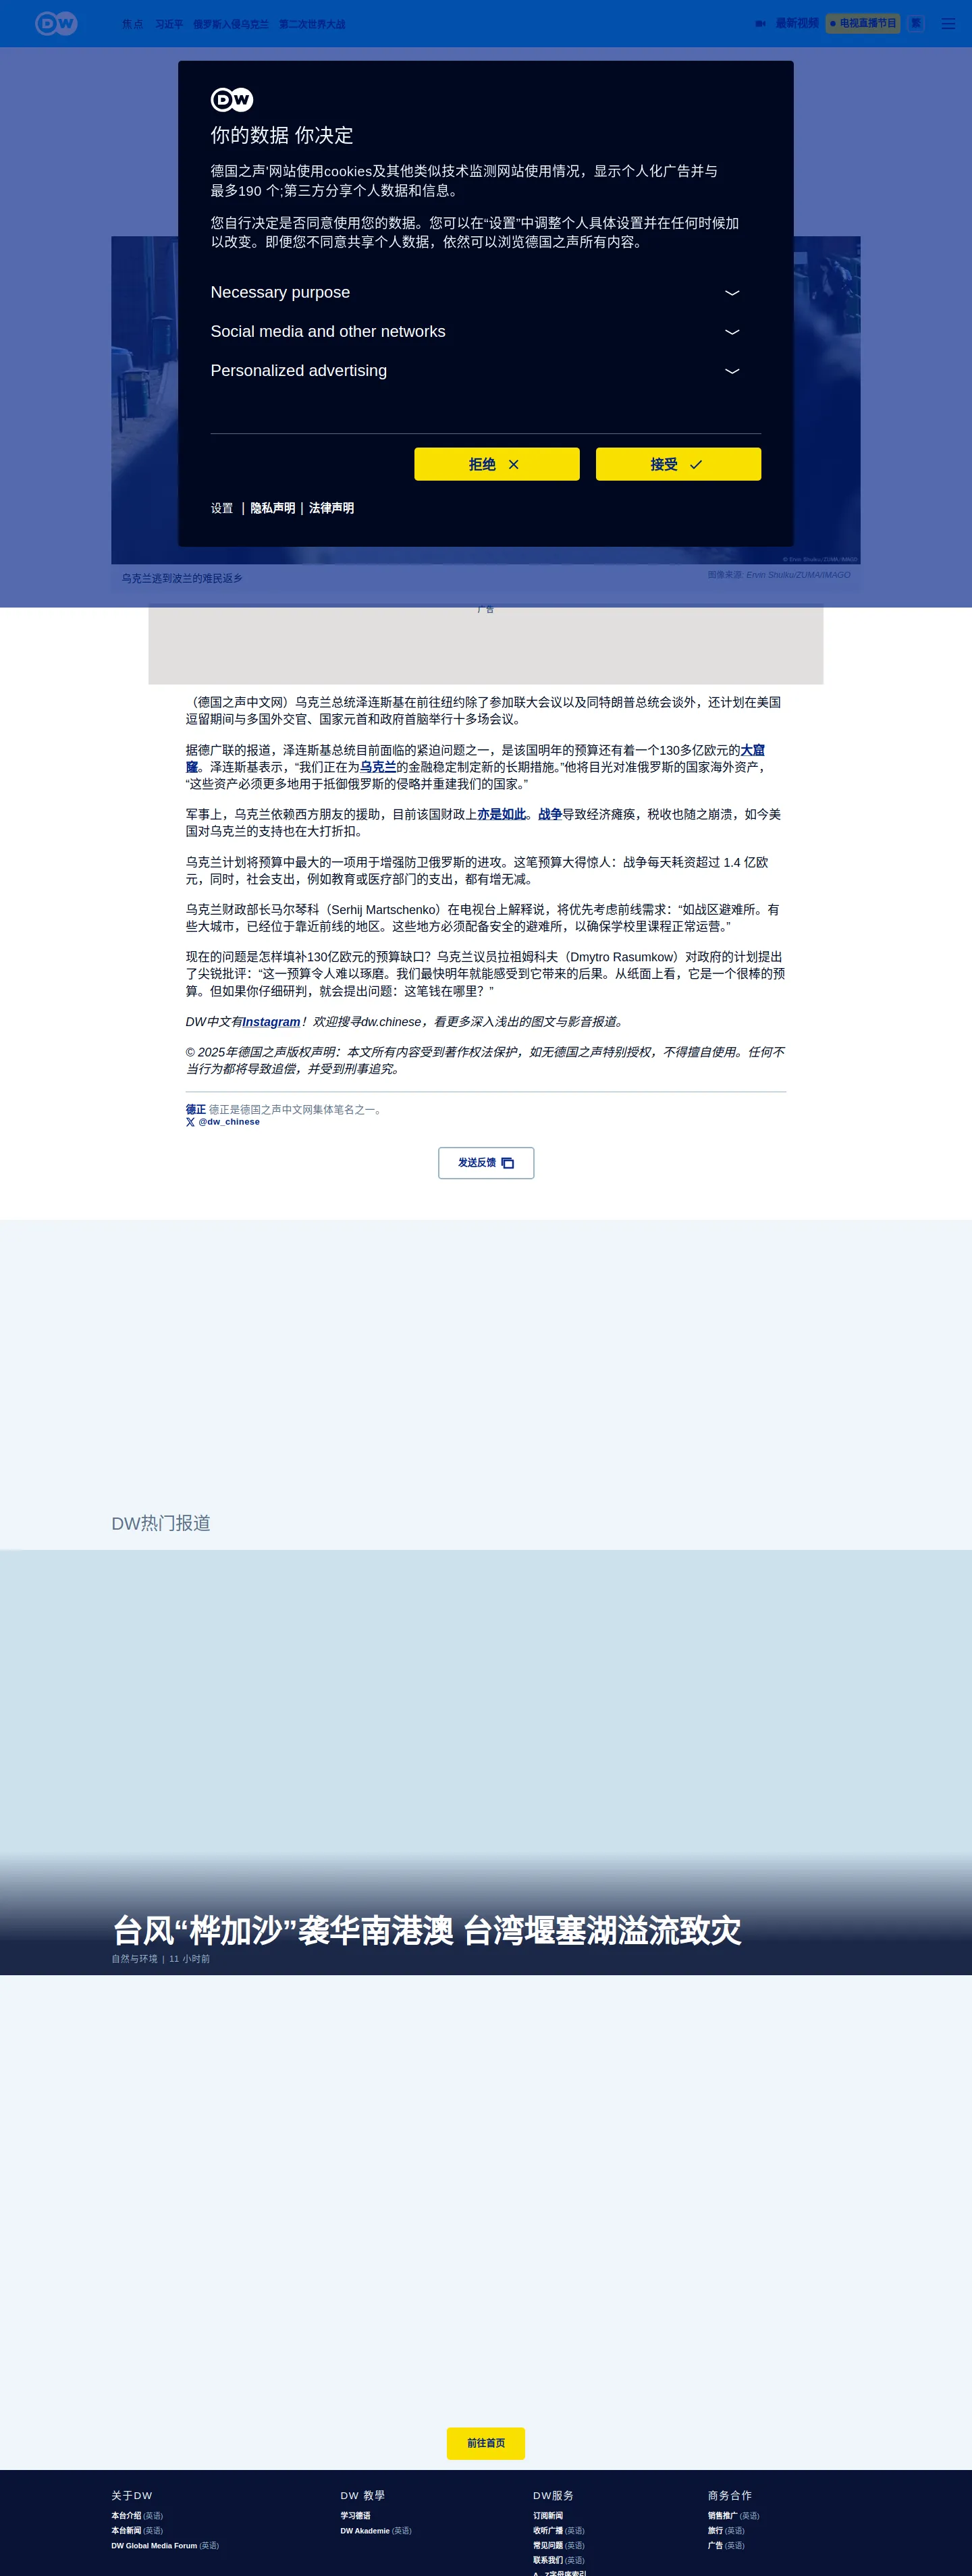 DW
焦点 习近平 俄罗斯入侵乌克兰 第二次世界大战
最新视频 电视直播节目 繁
DW
你的数据 你决定
德国之声'网站使用cookies及其他类似技术监测网站使用情况，显示个人化广告并与
最多190 个;第三方分享个人数据和信息。
您自行决定是否同意使用您的数据。您可以在“设置”中调整个人具体设置并在任何时候加
以改变。即便您不同意共享个人数据，依然可以浏览德国之声所有内容。
Necessary purpose
Social media and other networks
Personalized advertising
拒绝 接受
设置 | 隐私声明 | 法律声明
© Ervin Shulku/ZUMA/IMAGO
乌克兰逃到波兰的难民返乡
图像来源: Ervin Shulku/ZUMA/IMAGO
广告
（德国之声中文网）乌克兰总统泽连斯基在前往纽约除了参加联大会议以及同特朗普总统会谈外，还计划在美国
逗留期间与多国外交官、国家元首和政府首脑举行十多场会议。
据德广联的报道，泽连斯基总统目前面临的紧迫问题之一，是该国明年的预算还有着一个130多亿欧元的大窟
窿。泽连斯基表示，“我们正在为乌克兰的金融稳定制定新的长期措施。”他将目光对准俄罗斯的国家海外资产，
“这些资产必须更多地用于抵御俄罗斯的侵略并重建我们的国家。”
军事上，乌克兰依赖西方朋友的援助，目前该国财政上亦是如此。战争导致经济瘫痪，税收也随之崩溃，如今美
国对乌克兰的支持也在大打折扣。
乌克兰计划将预算中最大的一项用于增强防卫俄罗斯的进攻。这笔预算大得惊人：战争每天耗资超过 1.4 亿欧
元，同时，社会支出，例如教育或医疗部门的支出，都有增无减。
乌克兰财政部长马尔琴科（Serhij Martschenko）在电视台上解释说，将优先考虑前线需求：“如战区避难所。有
些大城市，已经位于靠近前线的地区。这些地方必须配备安全的避难所，以确保学校里课程正常运营。”
现在的问题是怎样填补130亿欧元的预算缺口？乌克兰议员拉祖姆科夫（Dmytro Rasumkow）对政府的计划提出
了尖锐批评：“这一预算令人难以琢磨。我们最快明年就能感受到它带来的后果。从纸面上看，它是一个很棒的预
算。但如果你仔细研判，就会提出问题：这笔钱在哪里？”
DW中文有Instagram！欢迎搜寻dw.chinese，看更多深入浅出的图文与影音报道。
© 2025年德国之声版权声明：本文所有内容受到著作权法保护，如无德国之声特别授权，不得擅自使用。任何不
当行为都将导致追偿，并受到刑事追究。
德正 德正是德国之声中文网集体笔名之一。
@dw_chinese
发送反馈
DW热门报道
台风“桦加沙”袭华南港澳 台湾堰塞湖溢流致灾
自然与环境 | 11 小时前
前往首页
关于DW DW 教學 DW服务 商务合作
本台介绍 (英语) 学习德语 订阅新闻 销售推广 (英语)
本台新闻 (英语) DW Akademie (英语) 收听广播 (英语) 旅行 (英语)
DW Global Media Forum (英语) 常见问题 (英语) 广告 (英语)
联系我们 (英语)
A - Z字母序索引